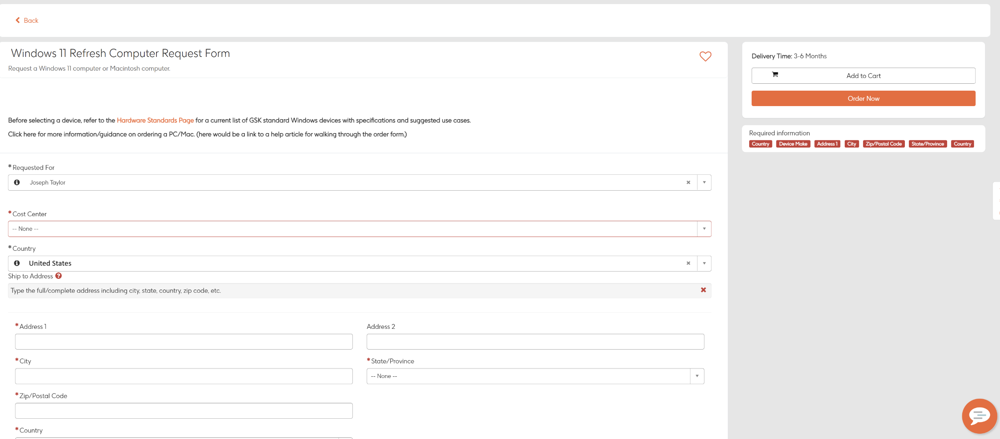 Back
Windows 11 Refresh Computer Request Form
Request a Windows 11 computer or Macintosh computer.
Before selecting a device, refer to the Hardware Standards Page for a current list of GSK standard Windows devices with specifications and suggested use cases.
Click here for more information/guidance on ordering a PC/Mac. (here would be a link to a help article for walking through the order form.)
* Requested For
Joseph Taylor
* Cost Center
-- None --
* Country
United States
Ship to Address
Type the full/complete address including city, state, country, zip code, etc.
* Address 1
Address 2
* City
* State/Province
-- None --
* Zip/Postal Code
* Country
Delivery Time: 3-6 Months
Add to Cart
Order Now
Required information
Country Device Make Address 1 City Zip/Postal Code State/Province Country